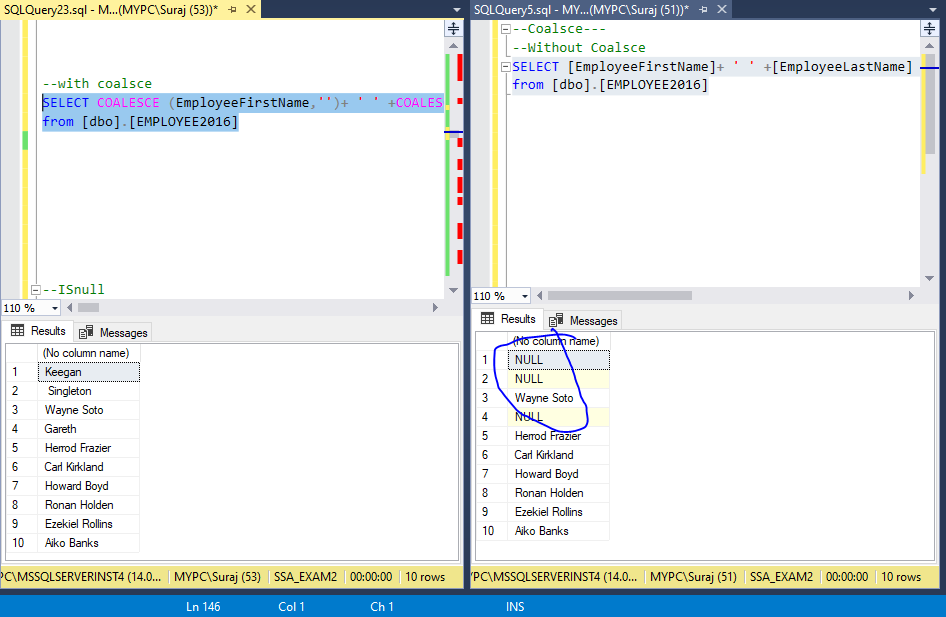 SQLQuery23.sql - M...(MYPC\Suraj (53))*
--with coalsce
SELECT COALESCE (EmployeeFirstName,'')+ ' ' +COALES
from [dbo].[EMPLOYEE2016]
--ISnull
110 %
Results
Messages
(No column name)
1 Keegan
2 Singleton
3 Wayne Soto
4 Gareth
5 Herrod Frazier
6 Carl Kirkland
7 Howard Boyd
8 Ronan Holden
9 Ezekiel Rollins
10 Aiko Banks
PC\MSSQLSERVERINST4 (14.0... MYPC\Suraj (53) SSA_EXAM2 00:00:00 10 rows
SQLQuery5.sql - MY...(MYPC\Suraj (51))*
--Coalsce---
--Without Coalsce
SELECT [EmployeeFirstName]+ ' ' +[EmployeeLastName]
from [dbo].[EMPLOYEE2016]
110 %
Results
Messages
(No column name)
1 NULL
2 NULL
3 Wayne Soto
4 NULL
5 Herrod Frazier
6 Carl Kirkland
7 Howard Boyd
8 Ronan Holden
9 Ezekiel Rollins
10 Aiko Banks
'PC\MSSQLSERVERINST4 (14.0... MYPC\Suraj (51) SSA_EXAM2 00:00:00 10 rows
Ln 146 Col 1 Ch 1 INS